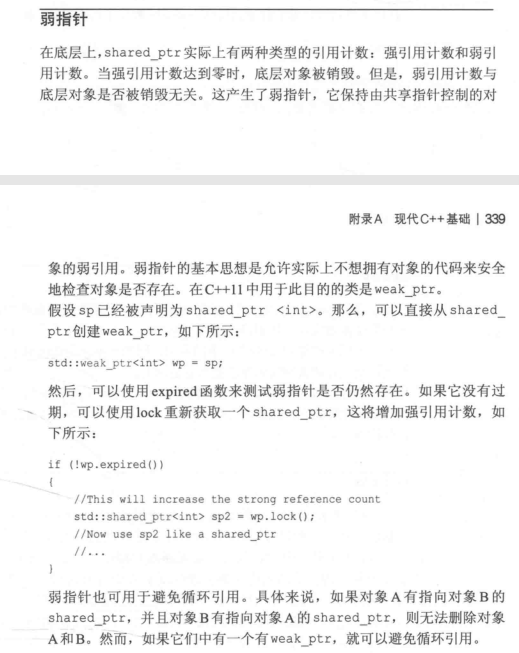 弱指针
在底层上,shared_ptr实际上有两种类型的引用计数：强引用计数和弱引
用计数。当强引用计数达到零时，底层对象被销毁。但是，弱引用计数与
底层对象是否被销毁无关。这产生了弱指针，它保持由共享指针控制的对
附录A 现代C++基础 | 339
象的弱引用。弱指针的基本思想是允许实际上不想拥有对象的代码来安全
地检查对象是否存在。在C++11中用于此目的的类是weak_ptr。
假设sp已经被声明为shared_ptr <int>。那么，可以直接从shared_
ptr创建weak_ptr，如下所示：
std::weak_ptr<int> wp = sp;
然后，可以使用expired函数来测试弱指针是否仍然存在。如果它没有过
期，可以使用lock重新获取一个shared_ptr，这将增加强引用计数，如
下所示：
if (!wp.expired())
{
//This will increase the strong reference count
std::shared_ptr<int> sp2 = wp.lock();
//Now use sp2 like a shared_ptr
//...
}
弱指针也可用于避免循环引用。具体来说，如果对象A有指向对象B的
shared_ptr，并且对象B有指向对象A的shared_ptr，则无法删除对象
A和B。然而，如果它们中有一个有weak_ptr，就可以避免循环引用。